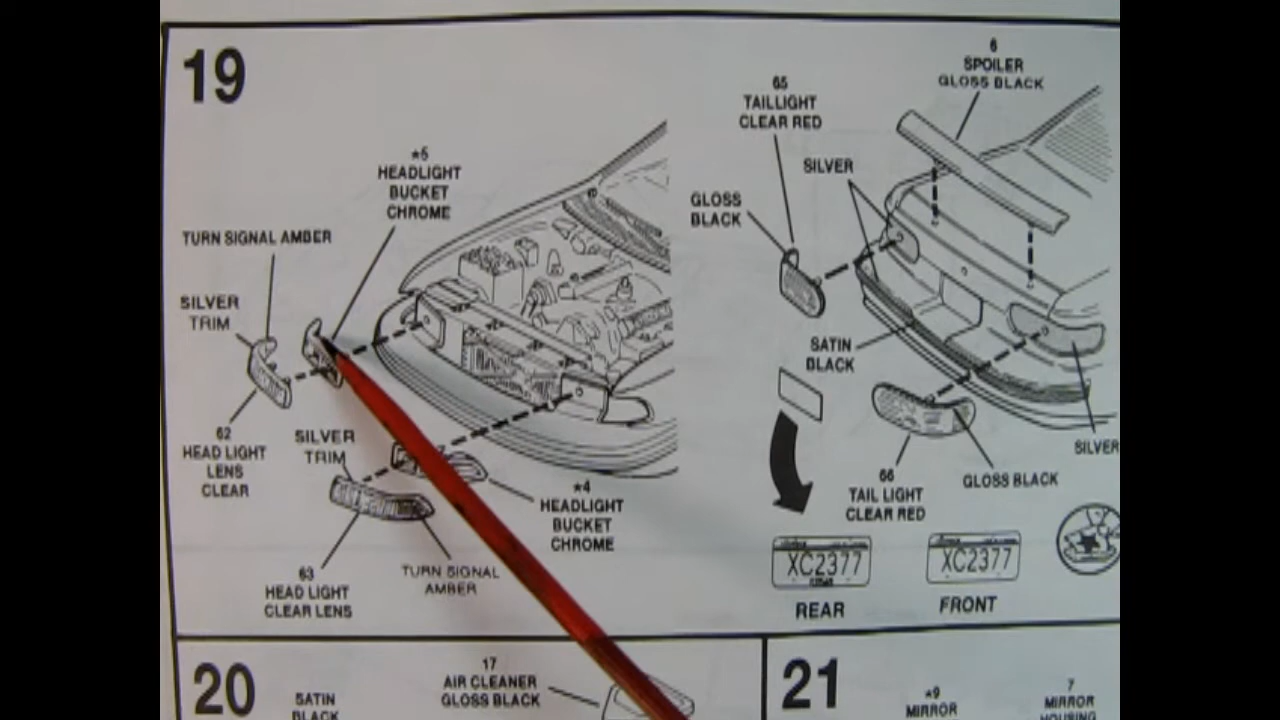 19
★5
HEADLIGHT
BUCKET
CHROME
TURN SIGNAL AMBER
SILVER
TRIM
62
HEAD LIGHT
LENS
CLEAR
SILVER
TRIM
63
HEAD LIGHT
CLEAR LENS
TURN SIGNAL
AMBER
★4
HEADLIGHT
BUCKET
CHROME
65
TAILLIGHT
CLEAR RED
6
SPOILER
GLOSS BLACK
SILVER
GLOSS
BLACK
SATIN
BLACK
SILVER
66
TAIL LIGHT
CLEAR RED
GLOSS BLACK
XC2377
REAR
XC2377
FRONT
20
SATIN
BLACK
17
AIR CLEANER
GLOSS BLACK
21
★9
MIRROR
7
MIRROR
HOUSING